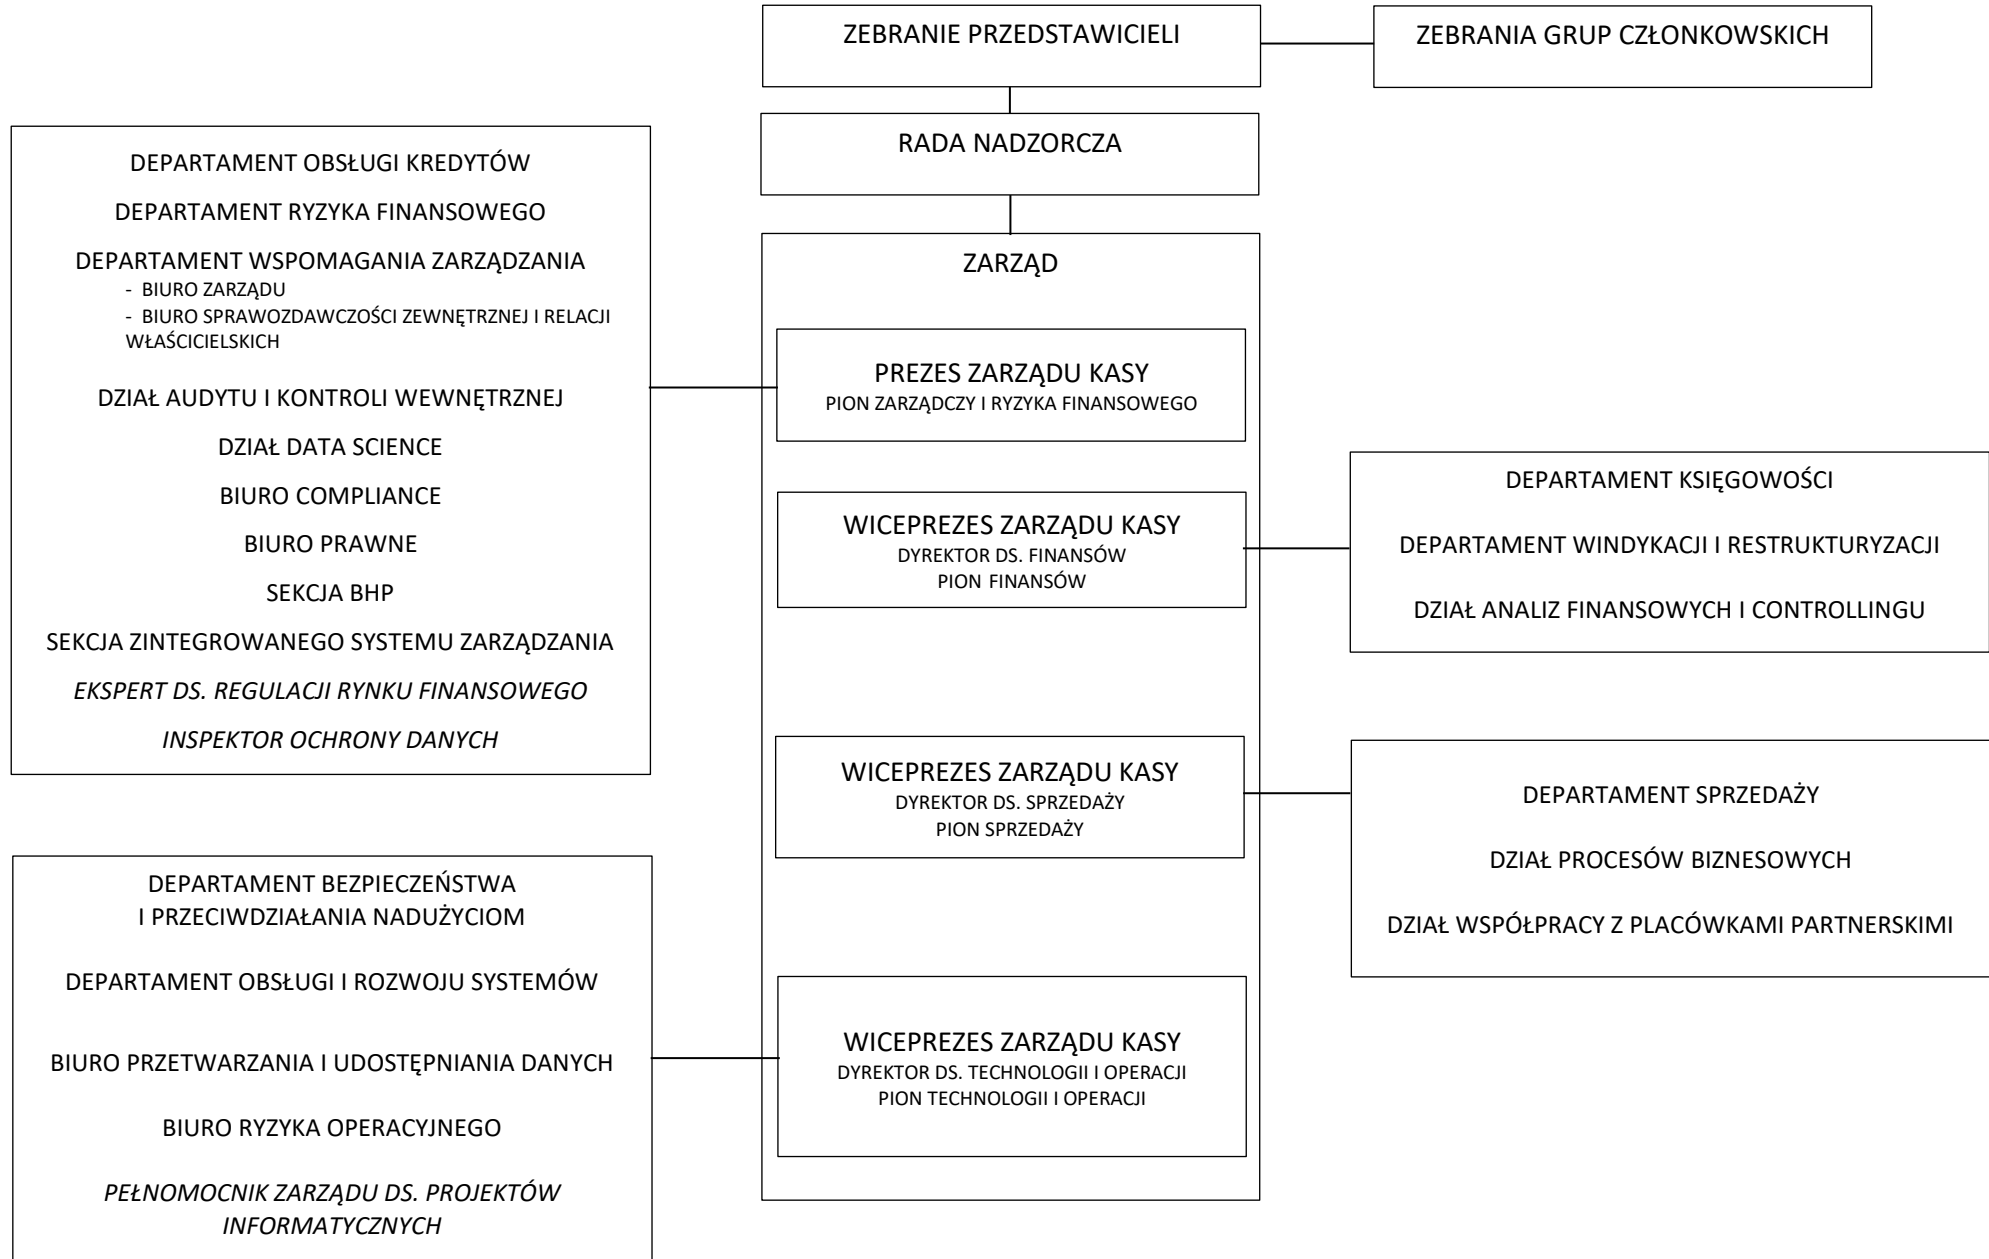 ZEBRANIE PRZEDSTAWICIELI
ZEBRANIA GRUP CZŁONKOWSKICH
RADA NADZORCZA
ZARZĄD
DEPARTAMENT OBSŁUGI KREDYTÓW
DEPARTAMENT RYZYKA FINANSOWEGO
DEPARTAMENT WSPOMAGANIA ZARZĄDZANIA
- BIURO ZARZĄDU
- BIURO SPRAWOZDAWCZOŚCI ZEWNĘTRZNEJ I RELACJI
WŁAŚCICIELSKICH
DZIAŁ AUDYTU I KONTROLI WEWNĘTRZNEJ
DZIAŁ DATA SCIENCE
BIURO COMPLIANCE
BIURO PRAWNE
SEKCJA BHP
SEKCJA ZINTEGROWANEGO SYSTEMU ZARZĄDZANIA
EKSPERT DS. REGULACJI RYNKU FINANSOWEGO
INSPEKTOR OCHRONY DANYCH
PREZES ZARZĄDU KASY
PION ZARZĄDCZY I RYZYKA FINANSOWEGO
WICEPREZES ZARZĄDU KASY
DYREKTOR DS. FINANSÓW
PION FINANSÓW
DEPARTAMENT KSIĘGOWOŚCI
DEPARTAMENT WINDYKACJI I RESTRUKTURYZACJI
DZIAŁ ANALIZ FINANSOWYCH I CONTROLLINGU
WICEPREZES ZARZĄDU KASY
DYREKTOR DS. SPRZEDAŻY
PION SPRZEDAŻY
DEPARTAMENT SPRZEDAŻY
DZIAŁ PROCESÓW BIZNESOWYCH
DZIAŁ WSPÓŁPRACY Z PLACÓWKAMI PARTNERSKIMI
DEPARTAMENT BEZPIECZEŃSTWA
I PRZECIWDZIAŁANIA NADUŻYCIOM
DEPARTAMENT OBSŁUGI I ROZWOJU SYSTEMÓW
BIURO PRZETWARZANIA I UDOSTĘPNIANIA DANYCH
BIURO RYZYKA OPERACYJNEGO
PEŁNOMOCNIK ZARZĄDU DS. PROJEKTÓW
INFORMATYCZNYCH
WICEPREZES ZARZĄDU KASY
DYREKTOR DS. TECHNOLOGII I OPERACJI
PION TECHNOLOGII I OPERACJI